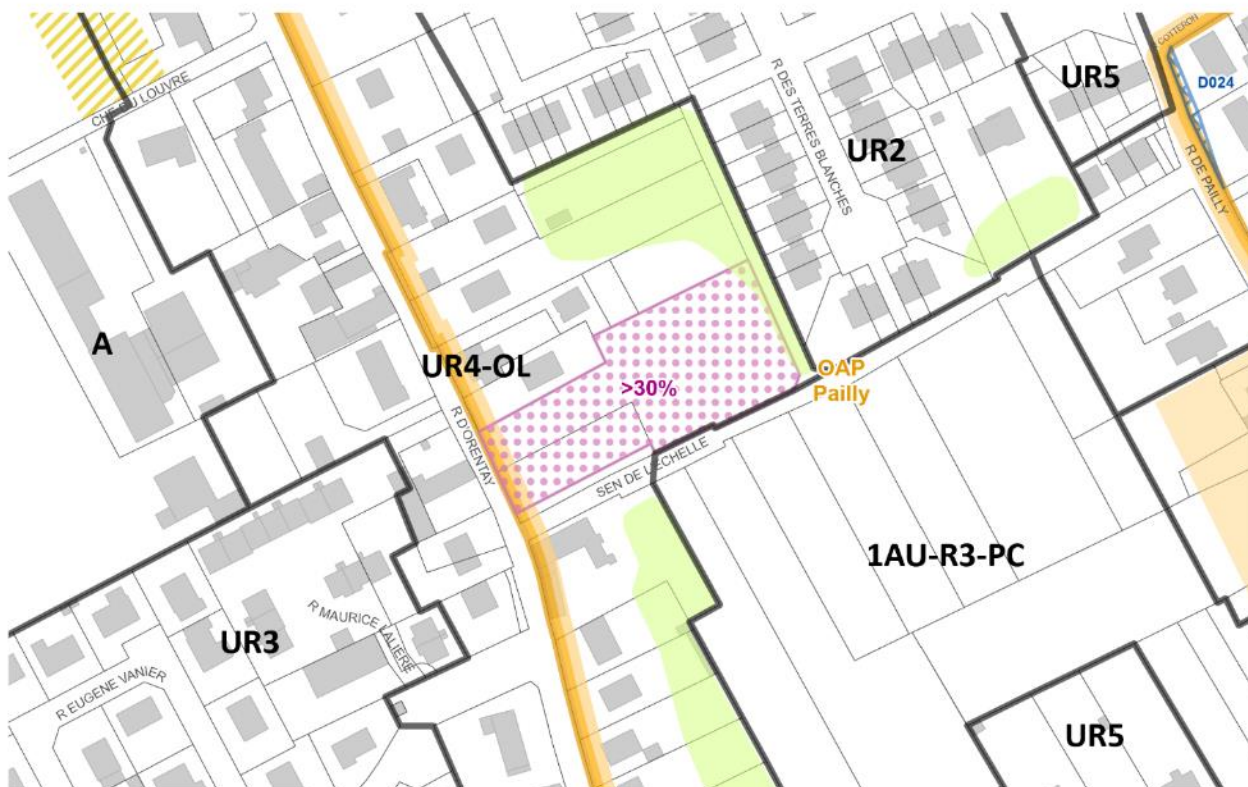 COSTERON
UR5
D024
CHE DU LOUVRE
R DES TERRES BLANCHES
UR2
R DE PAILLY
A
UR4-OL
>30%
OAP
Pailly
R D'ORENTAY
SEN DE L'ECHELLE
1AU-R3-PC
R MAURICE LALIERE
UR3
R EUGENE VANIER
UR5